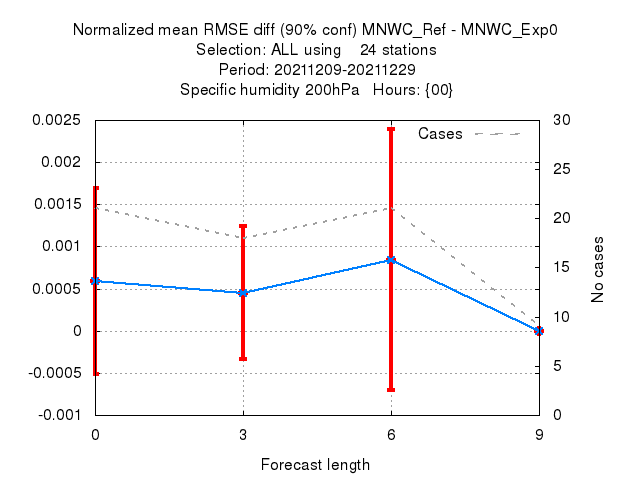 Normalized mean RMSE diff (90% conf) MNWC_Ref - MNWC_Exp0
Selection: ALL using 24 stations
Period: 20211209-20211229
Specific humidity 200hPa Hours: {00}
Cases
0.0025
0.002
0.0015
0.001
0.0005
0
-0.0005
-0.001
30
25
20
15
10
5
0
No cases
0 3 6 9
Forecast length